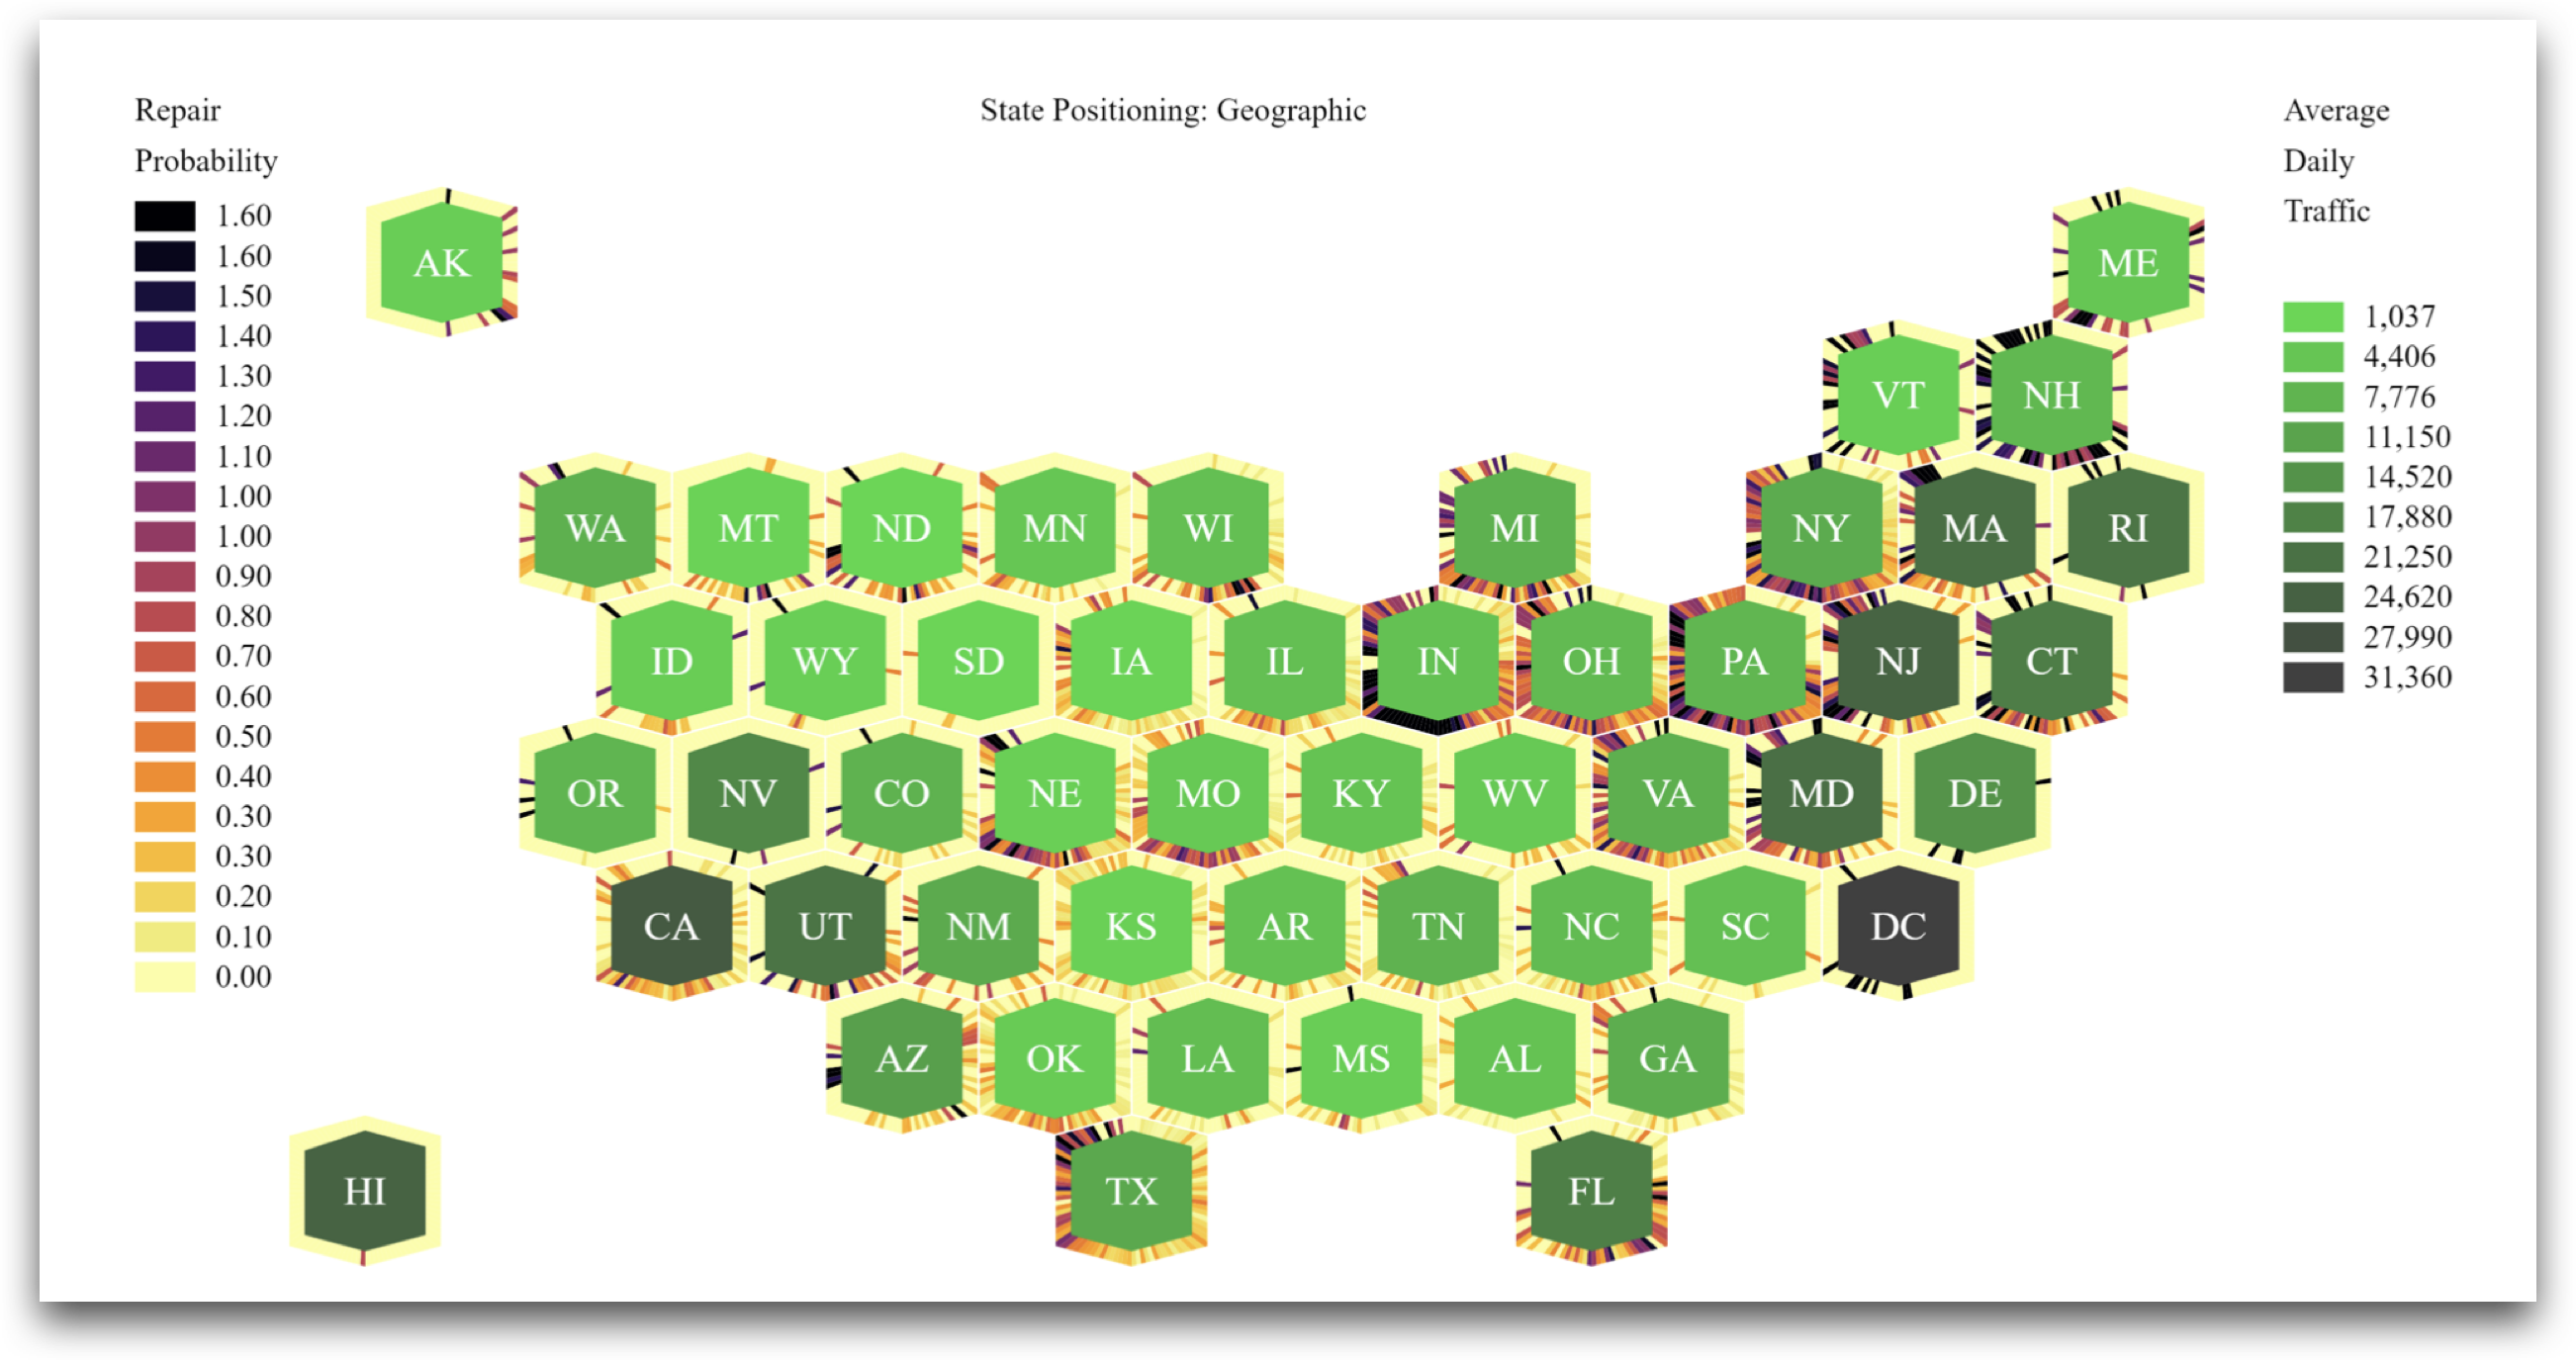 Repair
Probability
1.60
1.60
1.50
1.40
1.30
1.20
1.10
1.00
1.00
0.90
0.80
0.70
0.60
0.50
0.40
0.30
0.30
0.20
0.10
0.00
State Positioning: Geographic
Average
Daily
Traffic
1,037
4,406
7,776
11,150
14,520
17,880
21,250
24,620
27,990
31,360
AK
ME
VT
NH
WA
MT
ND
MN
WI
MI
NY
MA
RI
ID
WY
SD
IA
IL
IN
OH
PA
NJ
CT
OR
NV
CO
NE
MO
KY
WV
VA
MD
DE
CA
UT
NM
KS
AR
TN
NC
SC
DC
AZ
OK
LA
MS
AL
GA
HI
TX
FL